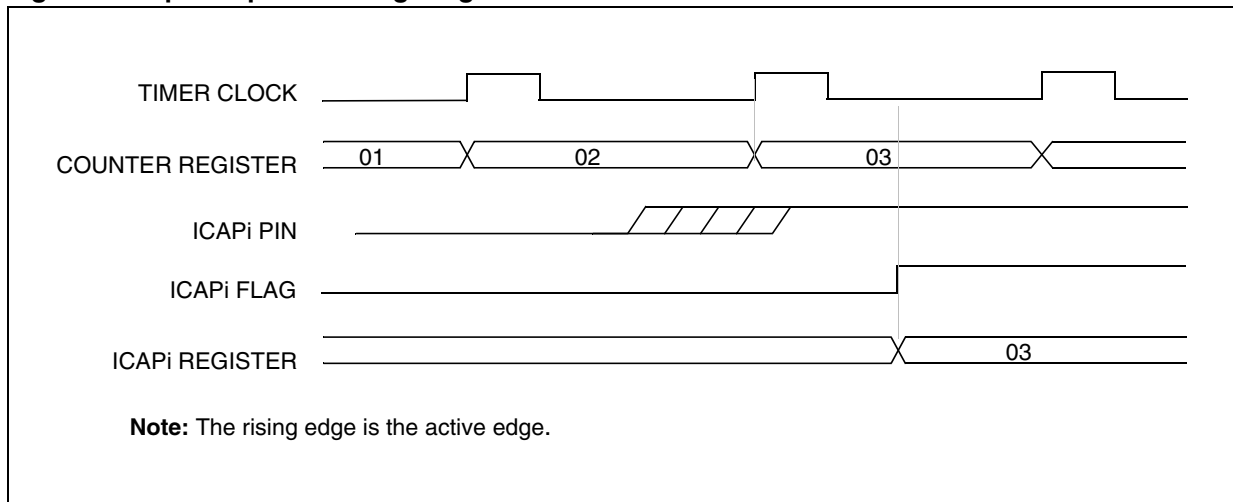 TIMER CLOCK
COUNTER REGISTER 01 02 03
ICAPi PIN
ICAPi FLAG
ICAPi REGISTER 03
Note: The rising edge is the active edge.